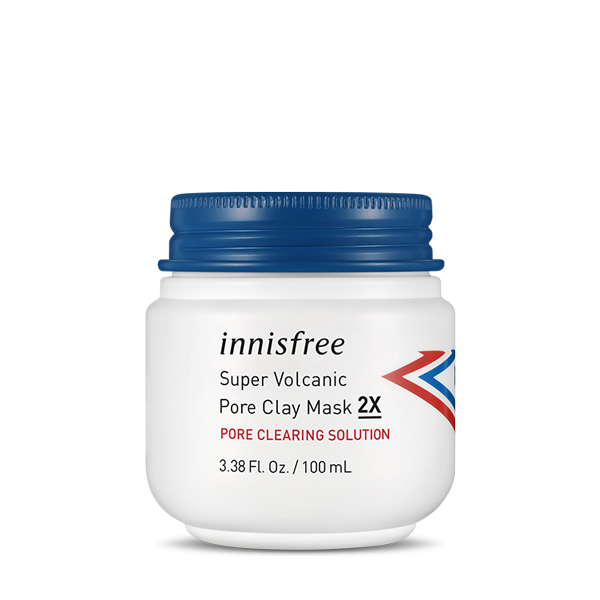 innisfree
Super Volcanic
Pore Clay Mask 2X
PORE CLEARING SOLUTION
3.38 Fl. Oz. / 100 mL